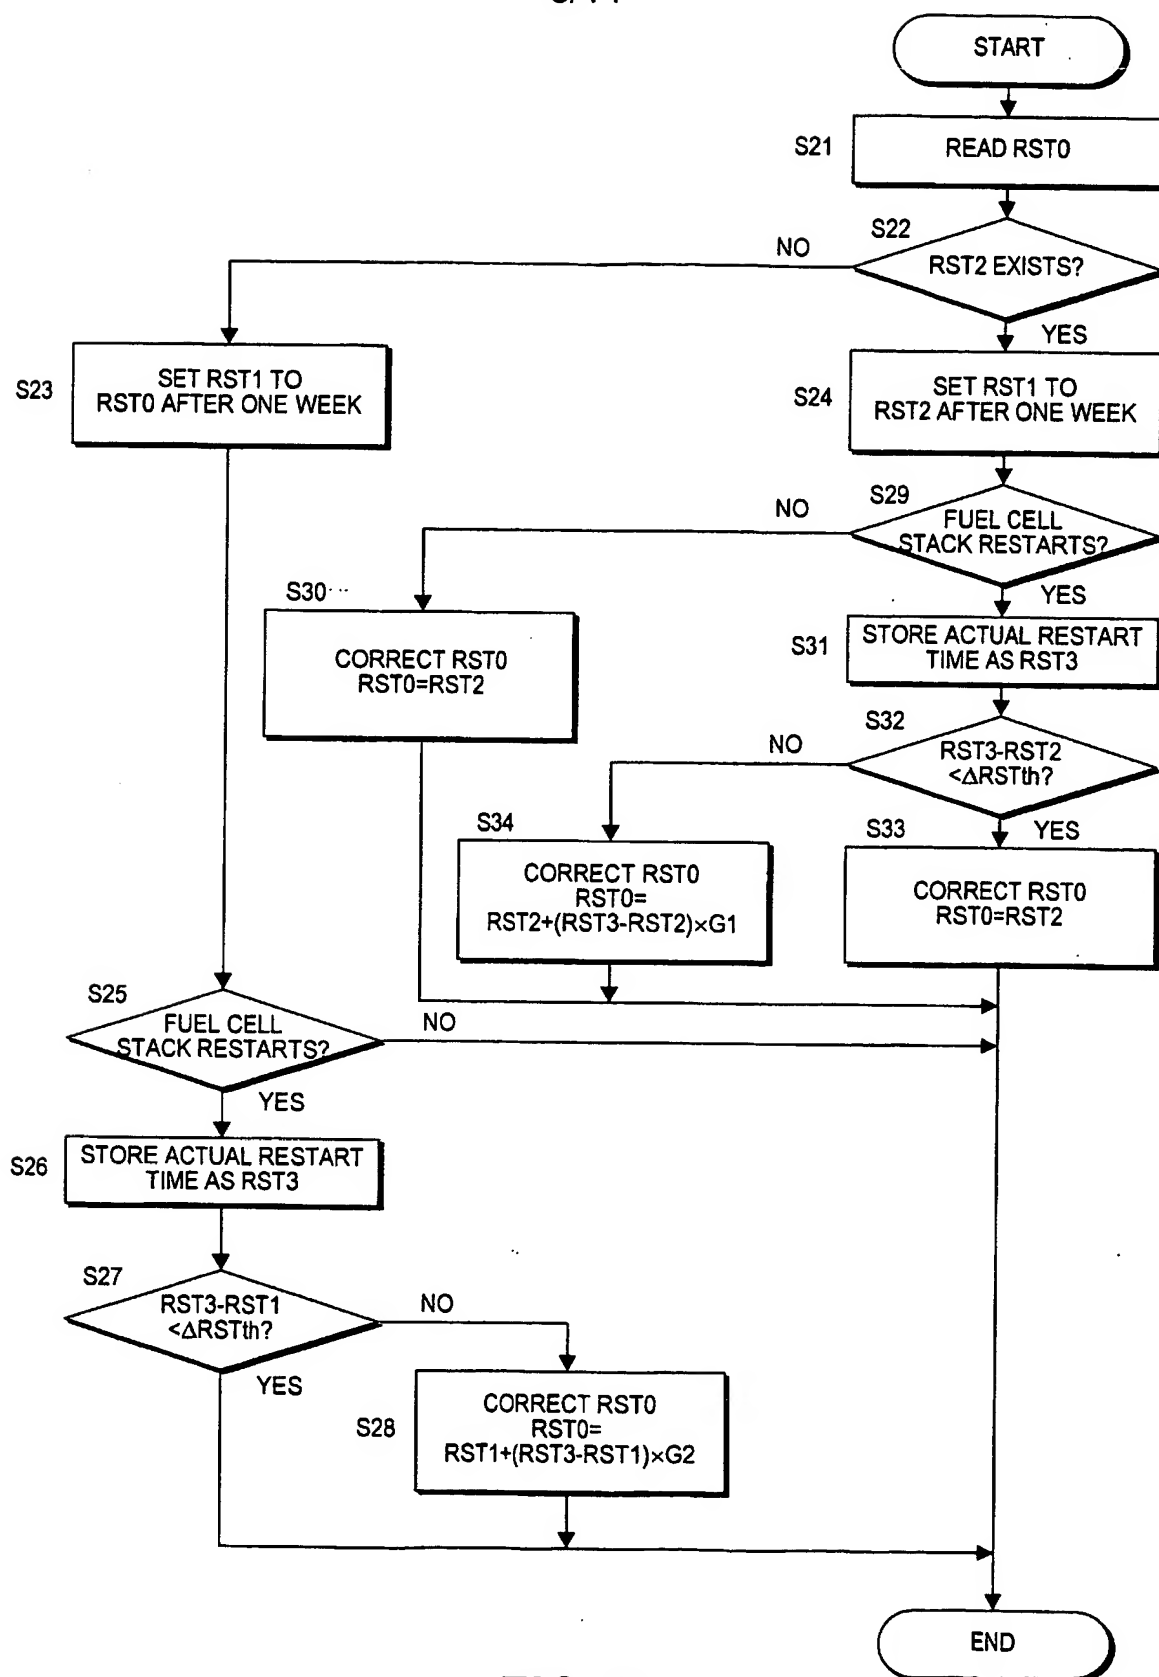 START
S21
READ RST0
S22
RST2 EXISTS?
NO
YES
S23
SET RST1 TO
RST0 AFTER ONE WEEK
S24
SET RST1 TO
RST2 AFTER ONE WEEK
S29
FUEL CELL
STACK RESTARTS?
NO
YES
S30
CORRECT RST0
RST0=RST2
S31
STORE ACTUAL RESTART
TIME AS RST3
S32
RST3-RST2
<ΔRSTth?
NO
YES
S34
CORRECT RST0
RST0=
RST2+(RST3-RST2)×G1
S33
CORRECT RST0
RST0=RST2
S25
FUEL CELL
STACK RESTARTS?
NO
YES
S26
STORE ACTUAL RESTART
TIME AS RST3
S27
RST3-RST1
<ΔRSTth?
NO
YES
S28
CORRECT RST0
RST0=
RST1+(RST3-RST1)×G2
END